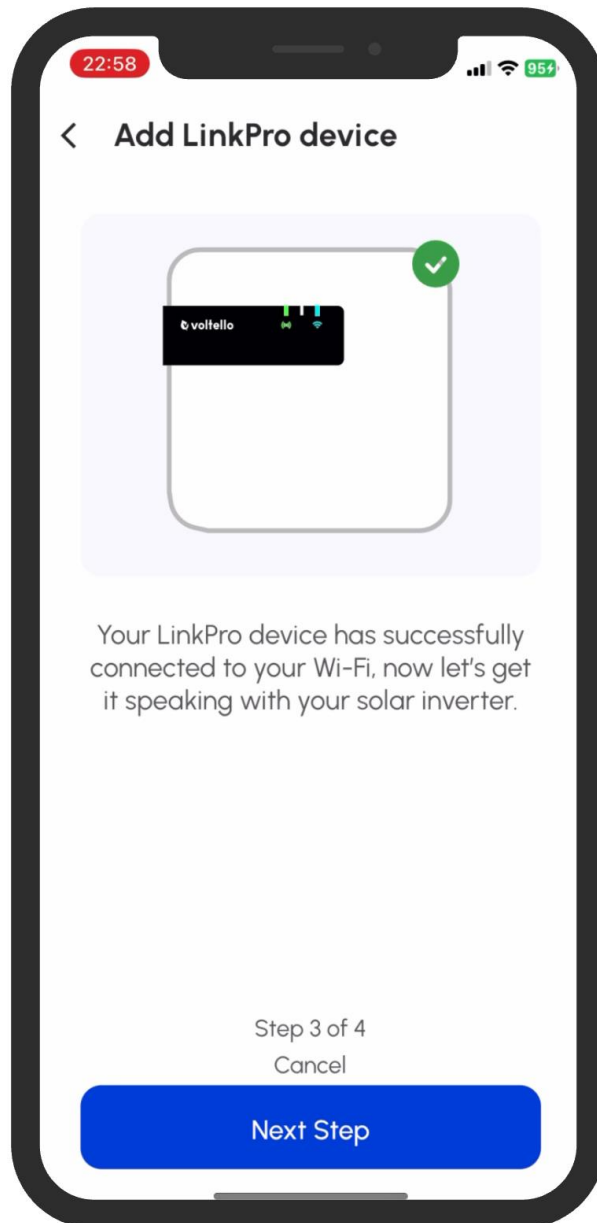 22:58
95
Add LinkPro device
voltello
Your LinkPro device has successfully
connected to your Wi-Fi, now let's get
it speaking with your solar inverter.
Step 3 of 4
Cancel
Next Step